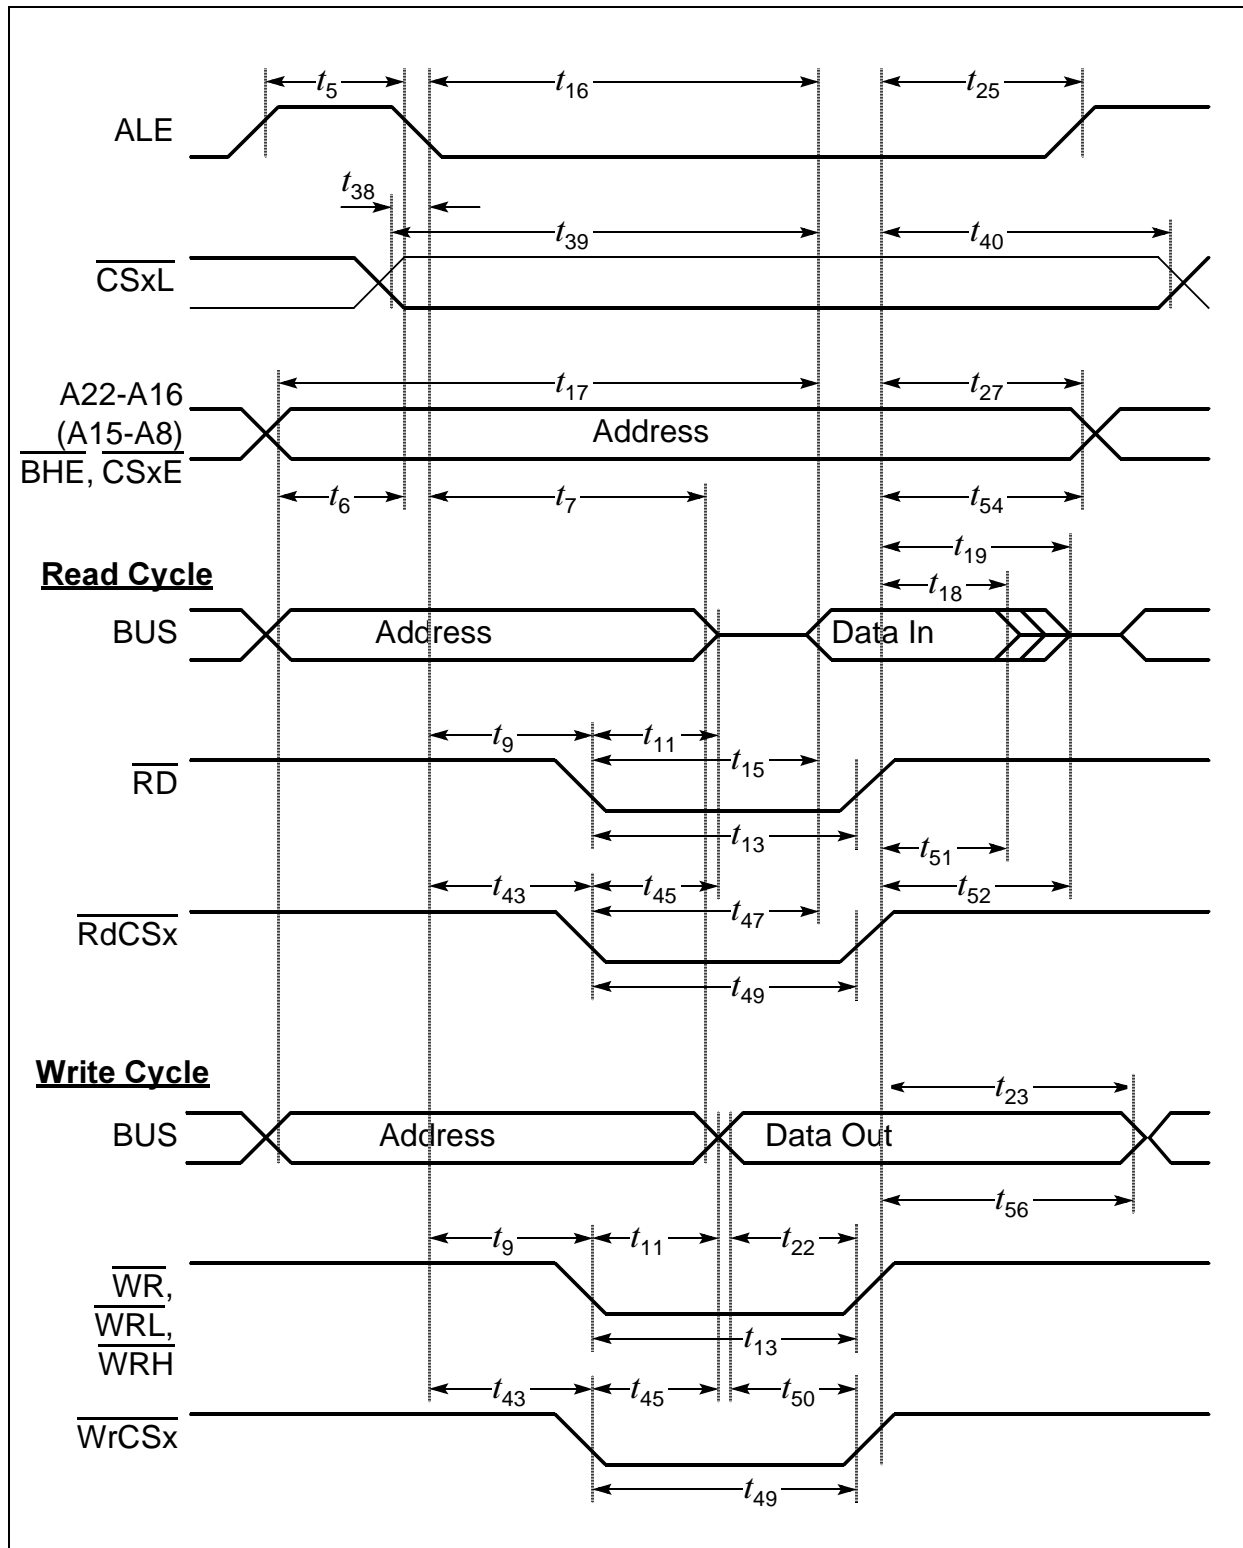 t5 t16 t25
ALE
t38
t39 t40
CSxL
t17 t27
A22-A16
(A15-A8)
BHE, CSxE
Address
t6 t7 t54
t19
Read Cycle
t18
BUS Address Data In
t9 t11
t15
RD
t13
t51
t43 t45 t52
t47
RdCSx
t49
Write Cycle
t23
BUS Address Data Out
t56
t9 t11 t22
WR,
WRL,
t13
WRH
t43 t45 t50
WrCSx
t49